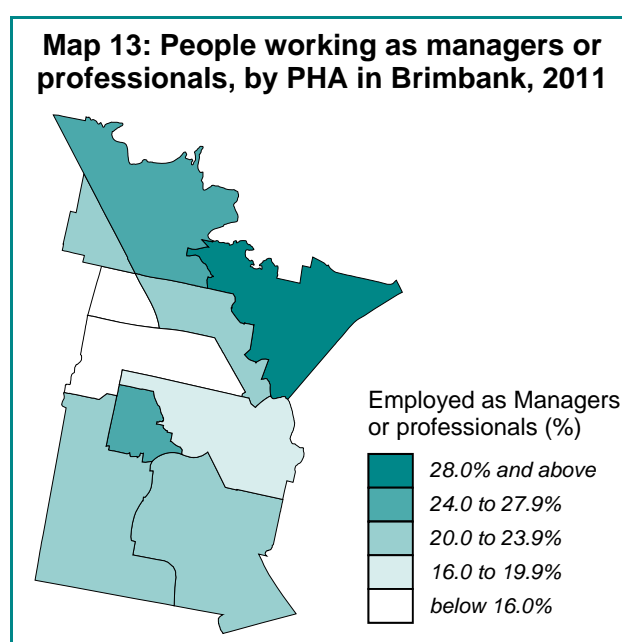 Map 13: People working as managers or
professionals, by PHA in Brimbank, 2011
Employed as Managers
or professionals (%)
28.0% and above
24.0 to 27.9%
20.0 to 23.9%
16.0 to 19.9%
below 16.0%